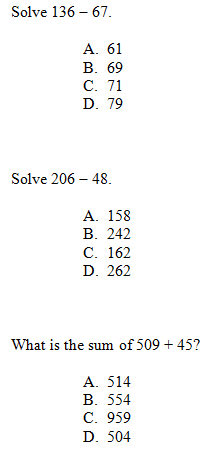 Solve 136 – 67.
A. 61
B. 69
C. 71
D. 79
Solve 206 – 48.
A. 158
B. 242
C. 162
D. 262
What is the sum of 509 + 45?
A. 514
B. 554
C. 959
D. 504